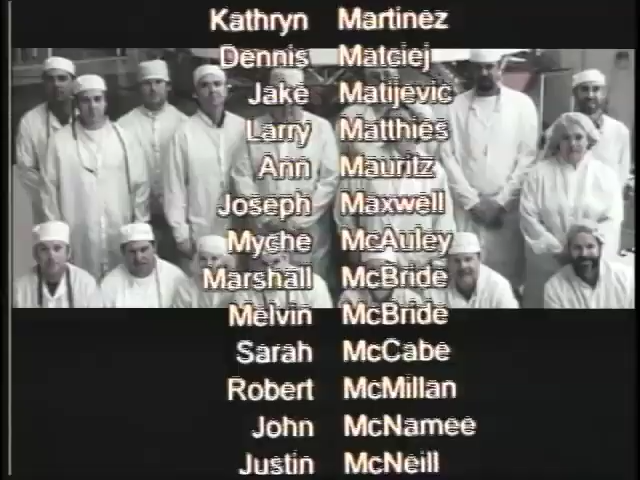 Kathryn Martinez
Dennis Matciej
Jake Matijevic
Larry Matthies
Ann Mauritz
Joseph Maxwell
Myche McAuley
Marshall McBride
Melvin McBride
Sarah McCabe
Robert McMillan
John McNamee
Justin McNeill